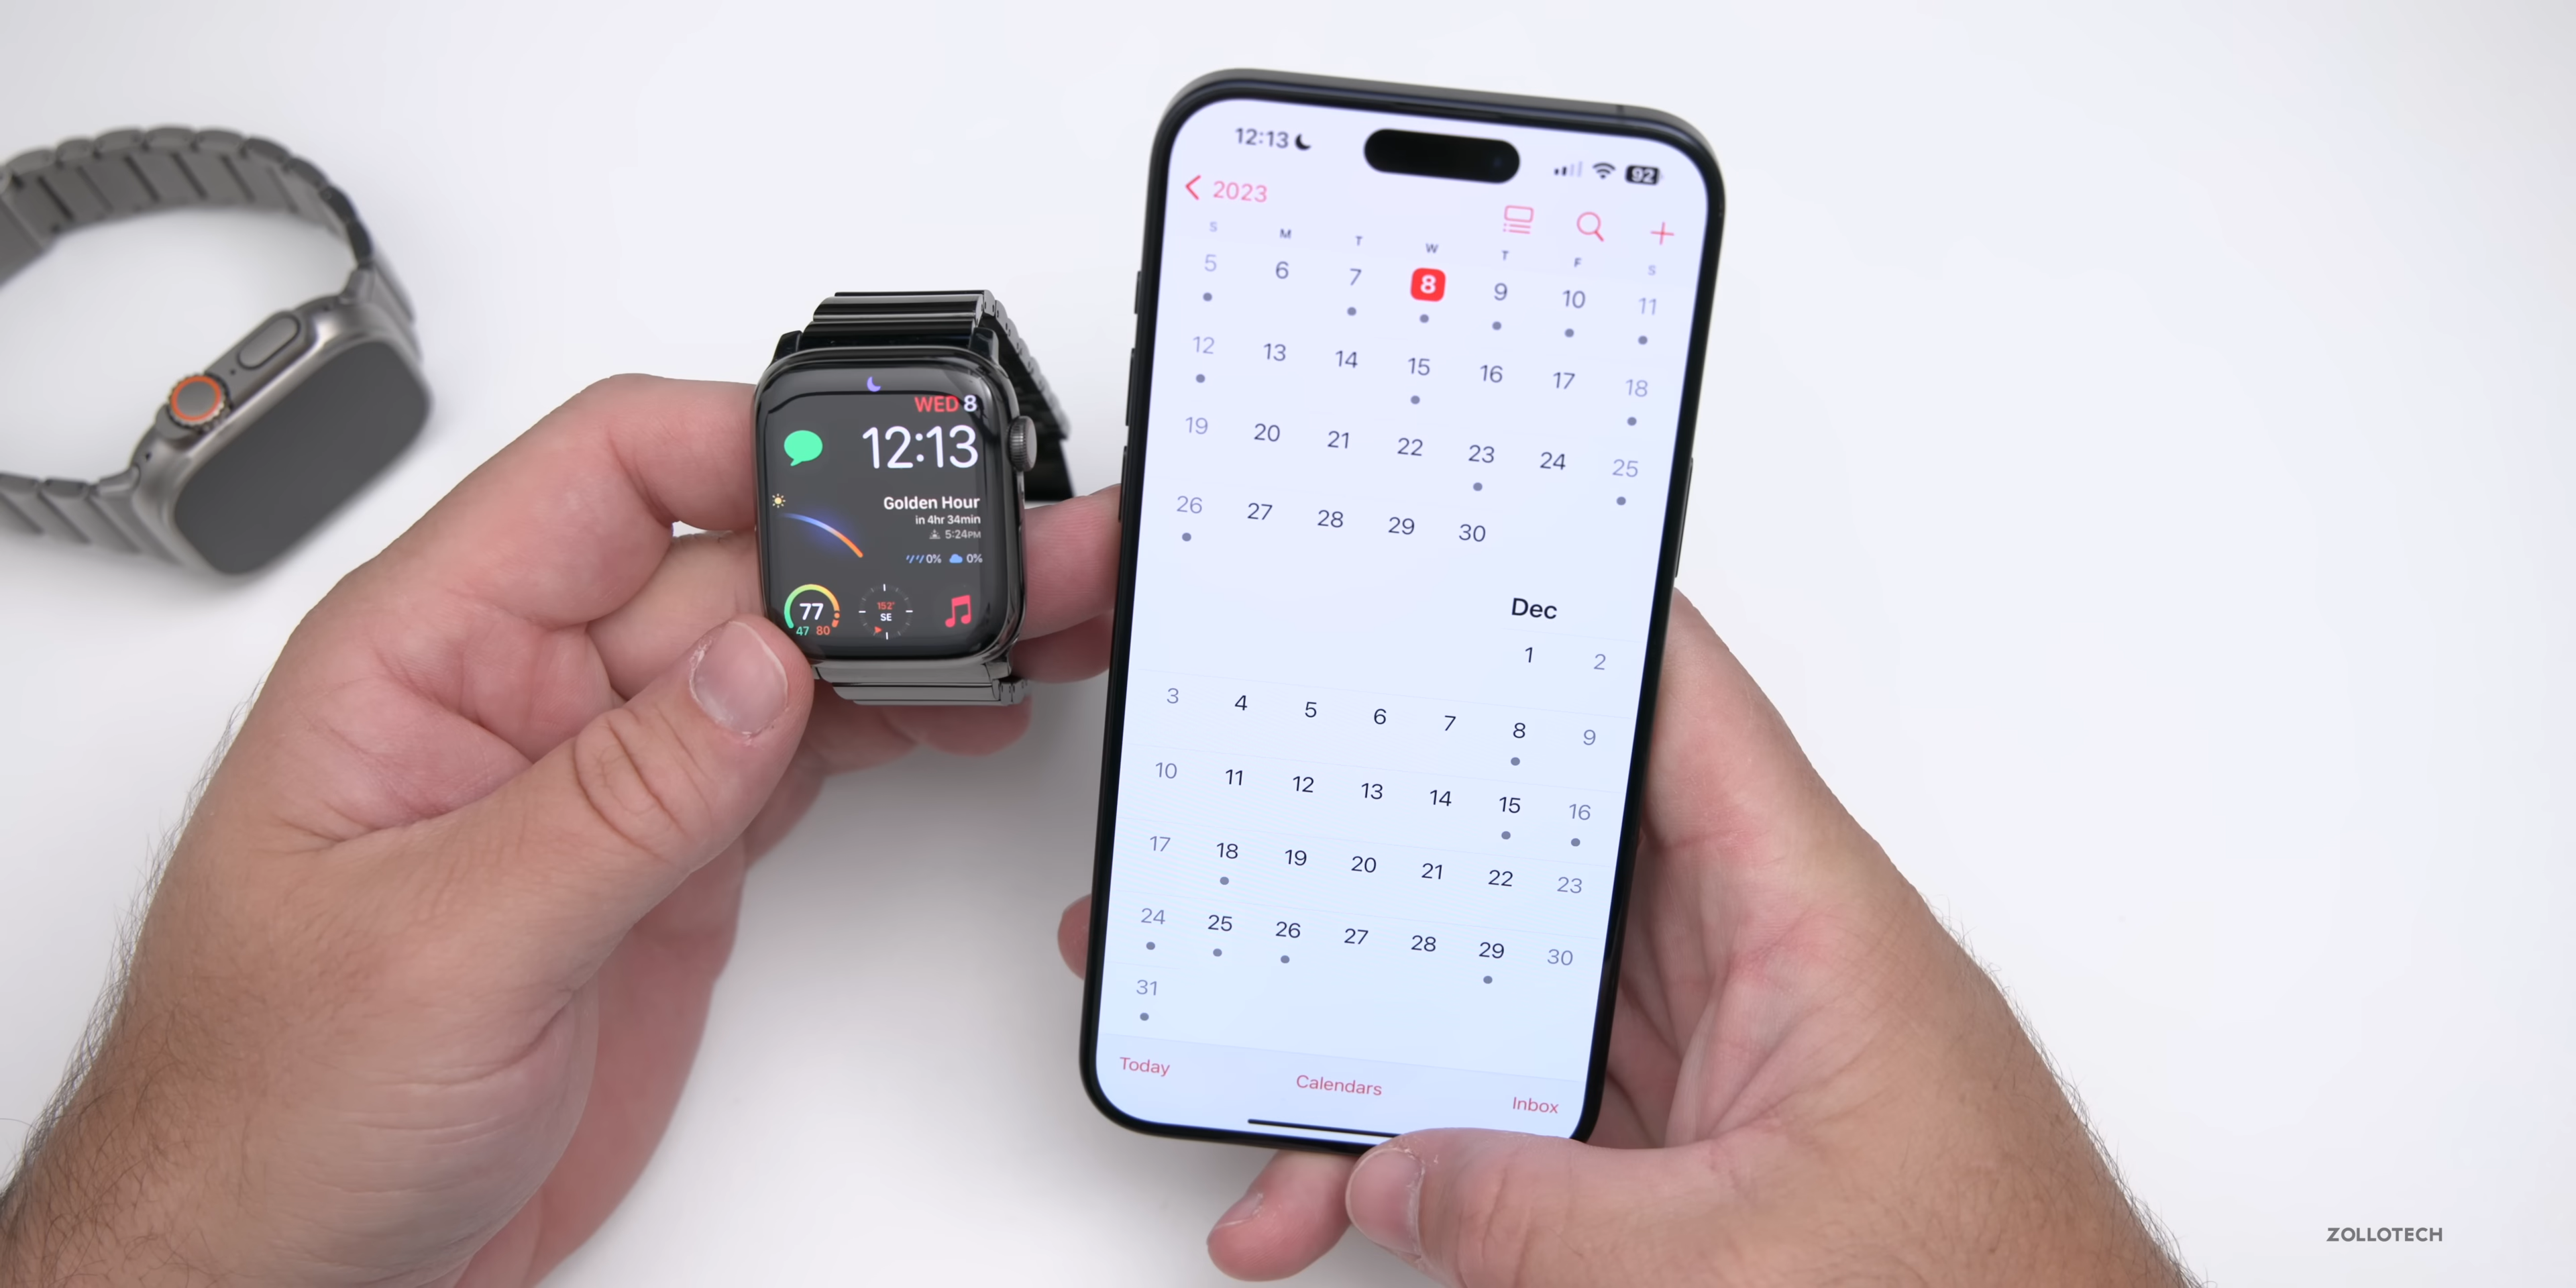 WED 8
12:13
Golden Hour
in 4hr 34min
5:24PM
0% 0%
77
47 80
152°
SE
12:13
92
2023
S M T W T F S
5 6 7 8 9 10 11
12 13 14 15 16 17 18
19 20 21 22 23 24 25
26 27 28 29 30
Dec
1 2
3 4 5 6 7 8 9
10 11 12 13 14 15 16
17 18 19 20 21 22 23
24 25 26 27 28 29 30
31
Today Calendars Inbox
ZOLLOTECH